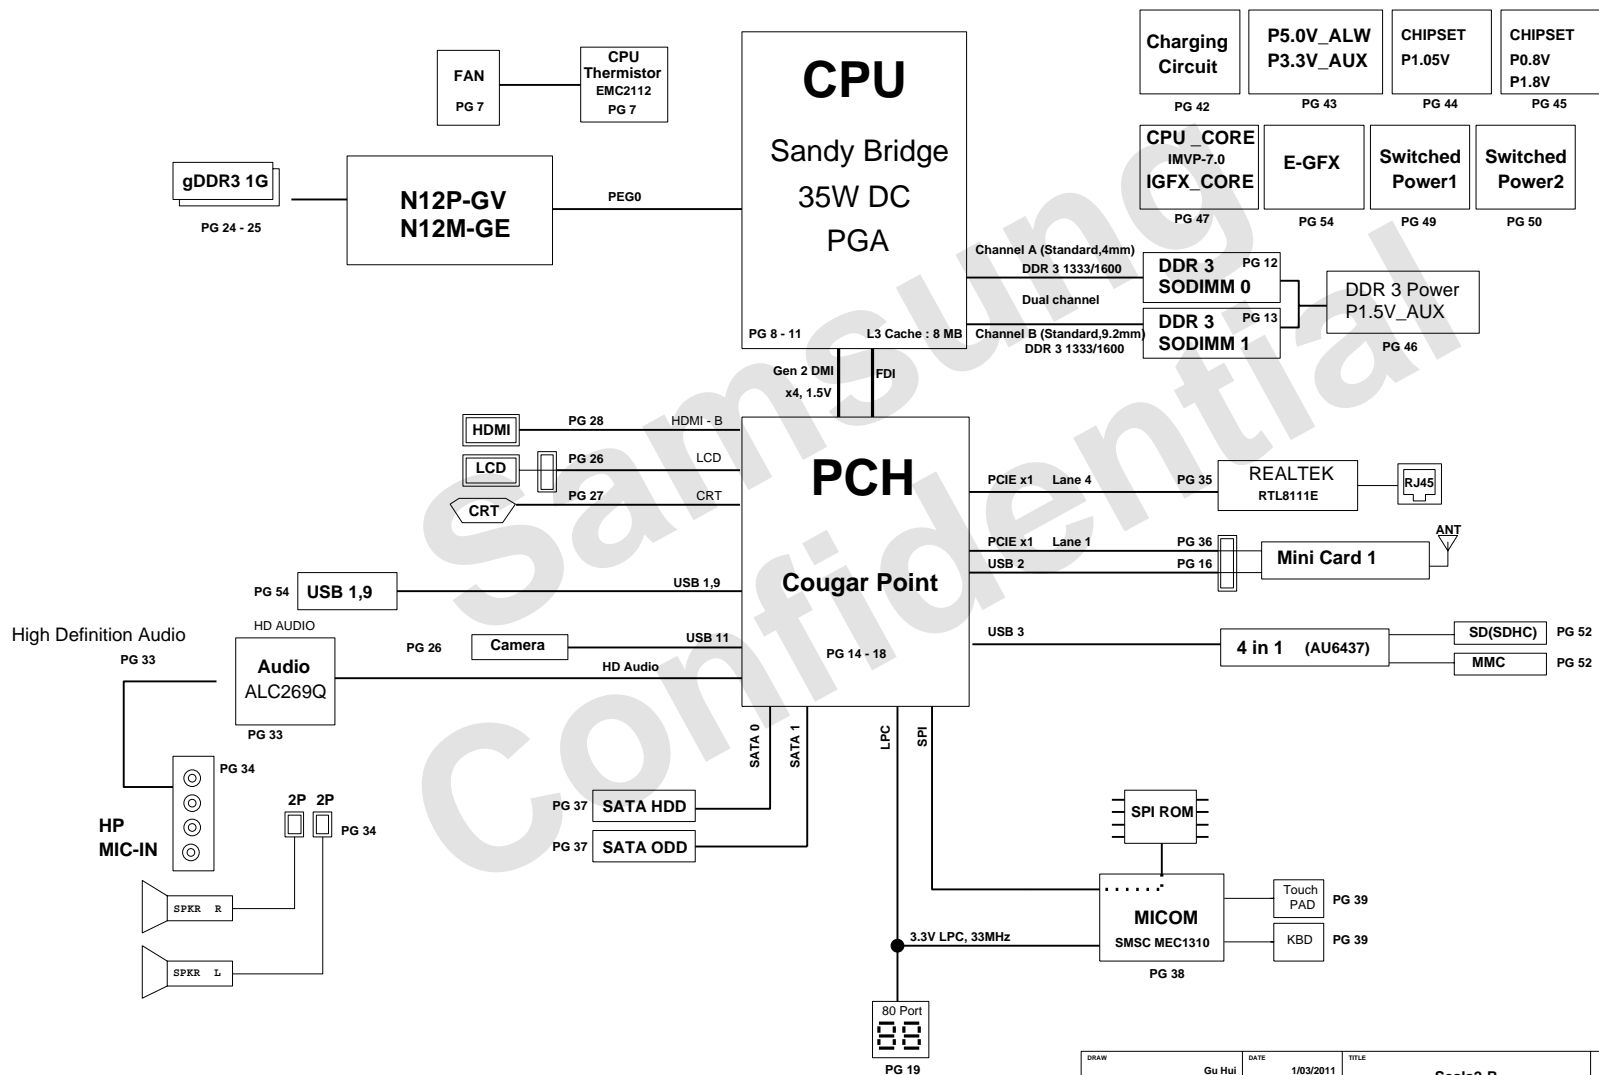 CPU
Sandy Bridge
35W DC
PGA
PG 8 - 11
L3 Cache : 8 MB
FAN
PG 7
CPU
Thermistor
EMC2112
PG 7
gDDR3 1G
PG 24 - 25
N12P-GV
N12M-GE
PEG0
Charging
Circuit
PG 42
P5.0V_ALW
P3.3V_AUX
PG 43
CHIPSET
P1.05V
PG 44
CHIPSET
P0.8V
P1.8V
PG 45
CPU _CORE
IMVP-7.0
IGFX_CORE
PG 47
E-GFX
PG 54
Switched
Power1
PG 49
Switched
Power2
PG 50
Channel A (Standard,4mm)
DDR 3 1333/1600
Dual channel
Channel B (Standard,9.2mm)
DDR 3 1333/1600
DDR 3
PG 12
SODIMM 0
DDR 3
PG 13
SODIMM 1
DDR 3 Power
P1.5V_AUX
PG 46
Gen 2 DMI
x4, 1.5V
FDI
PCH
Cougar Point
PG 14 - 18
HDMI
PG 28
HDMI - B
LCD
PG 26
LCD
CRT
PG 27
CRT
PG 54
USB 1,9
USB 1,9
High Definition Audio
PG 33
HD AUDIO
Audio
ALC269Q
PG 33
PG 26
Camera
USB 11
HD Audio
PCIE x1
Lane 4
PG 35
REALTEK
RTL8111E
RJ45
PCIE x1
Lane 1
PG 36
USB 2
PG 16
Mini Card 1
ANT
USB 3
4 in 1
(AU6437)
SD(SDHC)
PG 52
MMC
PG 52
SATA 0
SATA 1
LPC
SPI
PG 34
HP
MIC-IN
2P
2P
PG 34
SPKR R
SPKR L
PG 37
SATA HDD
PG 37
SATA ODD
SPI ROM
MICOM
SMSC MEC1310
PG 38
Touch
PAD
PG 39
KBD
PG 39
3.3V LPC, 33MHz
80 Port
88
PG 19
Samsung
Confidential
DRAW
Gu Hui
DATE
1/03/2011
TITLE